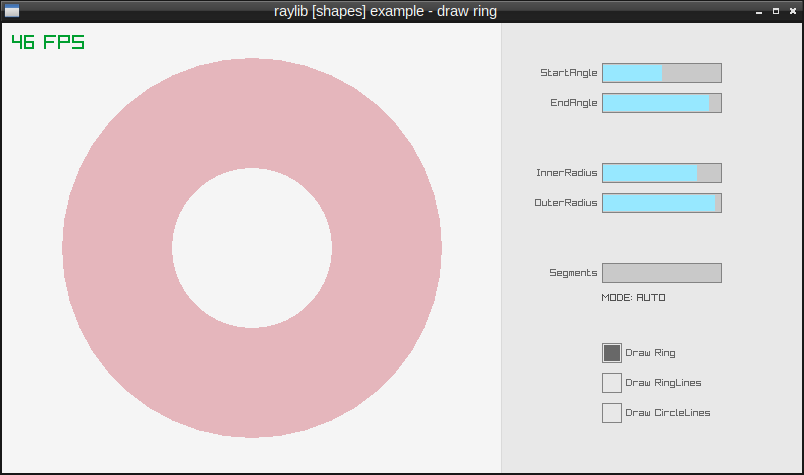 raylib [shapes] example - draw ring
46 FPS
StartAngle
EndAngle
InnerRadius
OuterRadius
Segments
MODE: AUTO
Draw Ring
Draw RingLines
Draw CircleLines